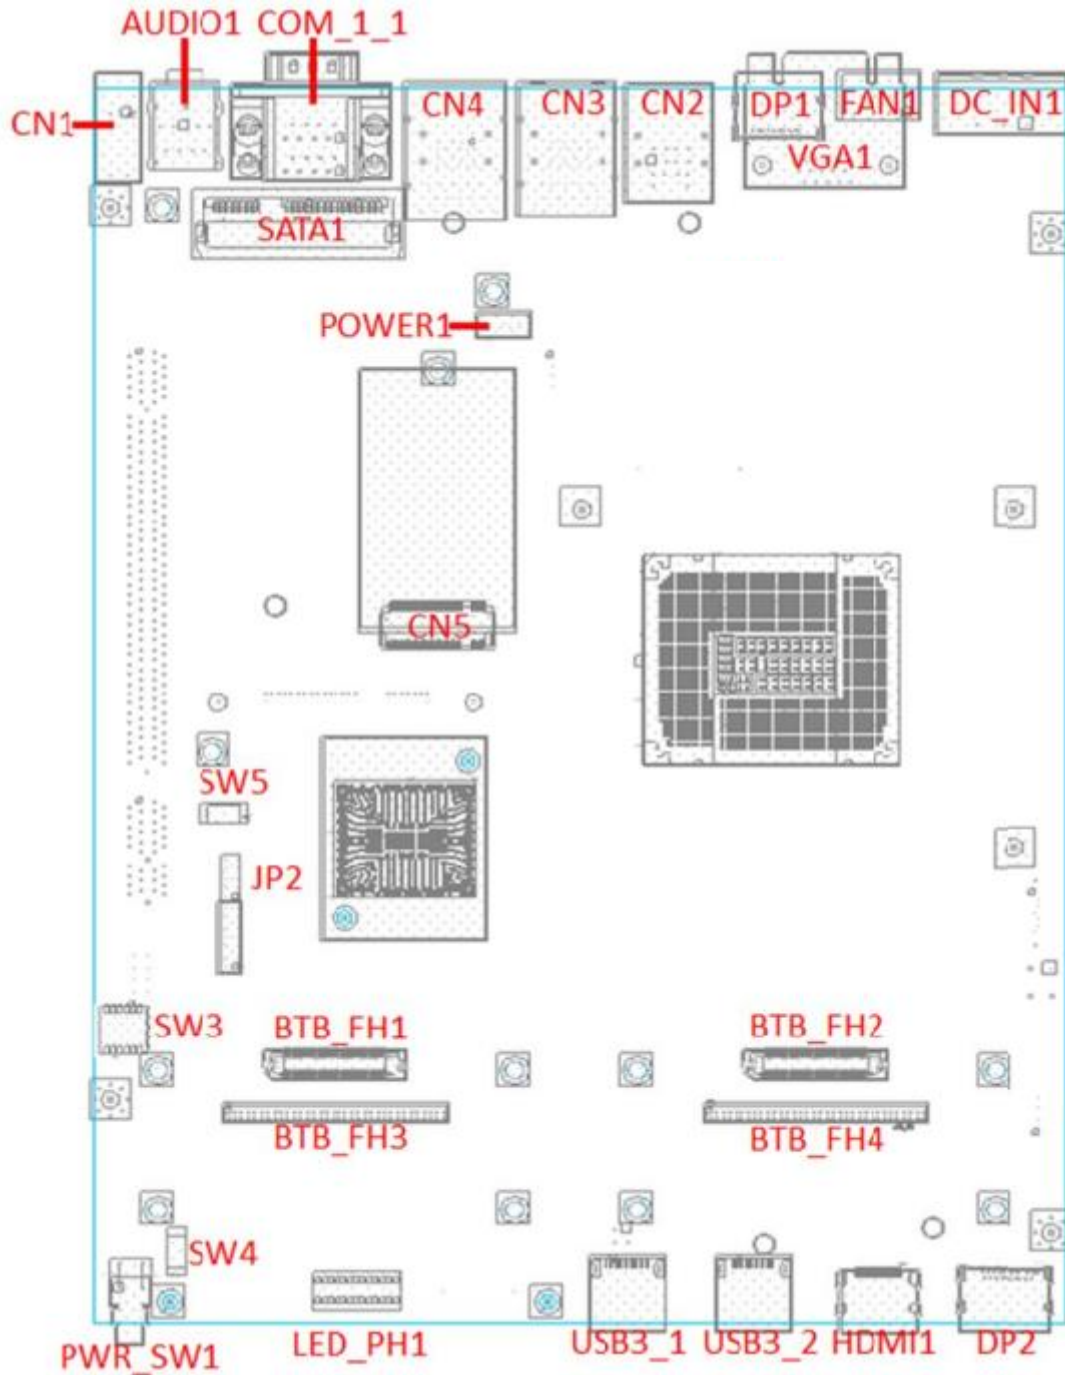 AUDIO1 COM_1_1
CN1
CN4
CN3
CN2
DP1
FAN1
DC_IN1
VGA1
SATA1
POWER1
CN5
SW5
JP2
SW3
BTB_FH1
BTB_FH2
BTB_FH3
BTB_FH4
SW4
PWR_SW1
LED_PH1
USB3_1
USB3_2
HDMI1
DP2